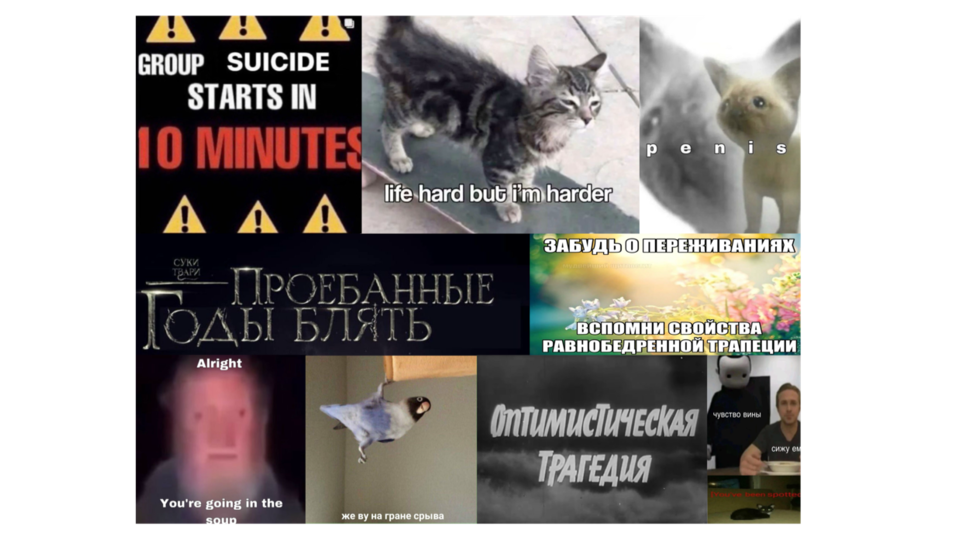 GROUP SUICIDE
STARTS IN
10 MINUTES
life hard but i'm harder
p e n i s
СУКИ
ТВАРИ
ПРОЕБАННЫЕ
ГОДЫ БЛЯТЬ
ЗАБУДЬ О ПЕРЕЖИВАНИЯХ
ВСПОМНИ СВОЙСТВА
РАВНОБЕДРЕННОЙ ТРАПЕЦИИ
Alright
You're going in the
soup
же ву на гране срыва
ОПТИМИСТИЧЕСКАЯ
ТРАГЕДИЯ
чувство вины
сижу ем